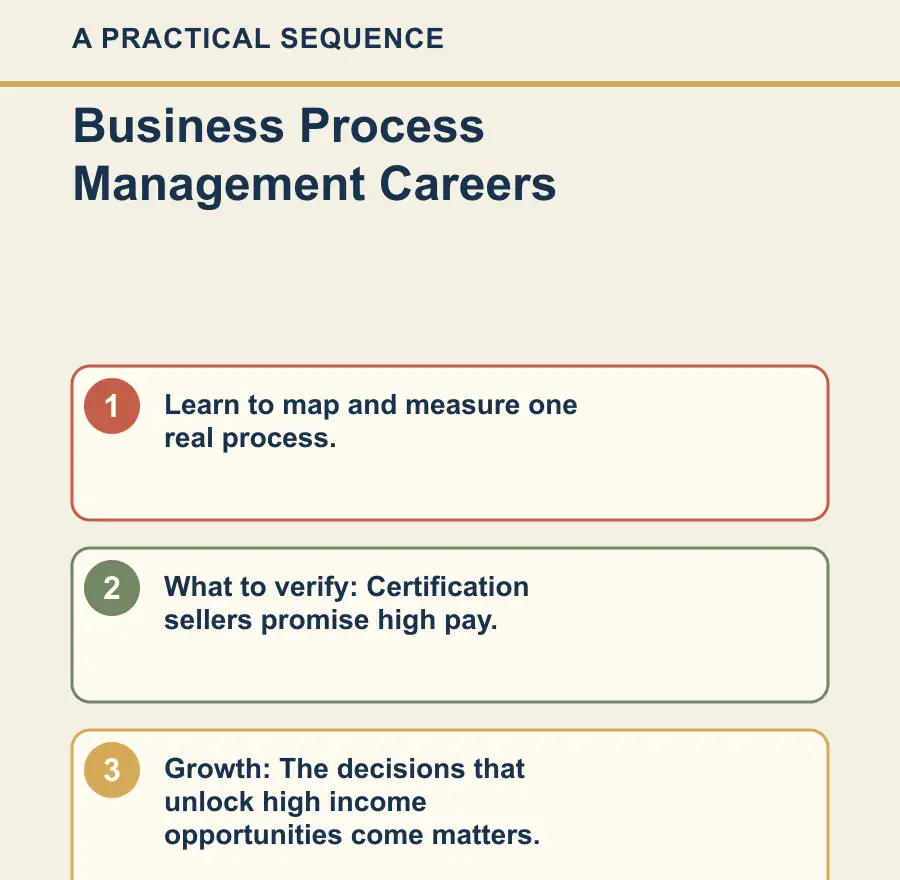 A PRACTICAL SEQUENCE
Business Process
Management Careers
1
Learn to map and measure one
real process.
2
What to verify: Certification
sellers promise high pay.
3
Growth: The decisions that
unlock high income
opportunities come matters.